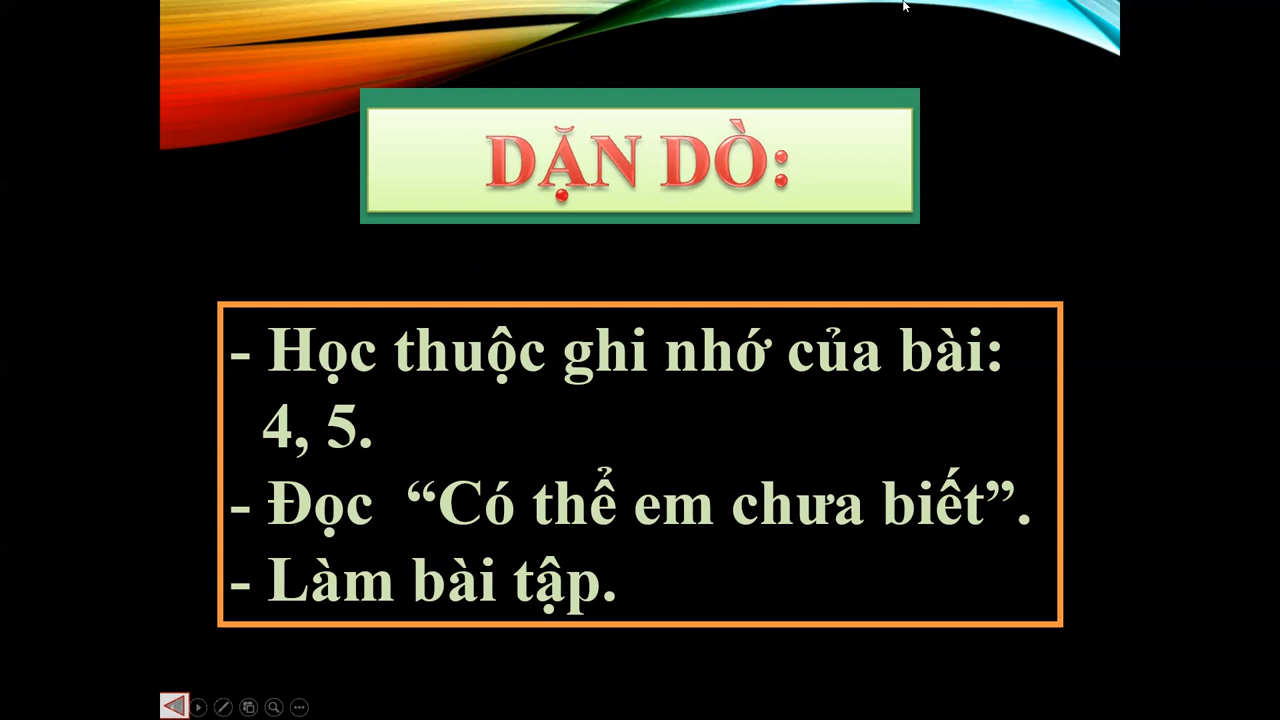 DẶN DÒ:
- Học thuộc ghi nhớ của bài:
4, 5.
- Đọc “Có thể em chưa biết”.
- Làm bài tập.